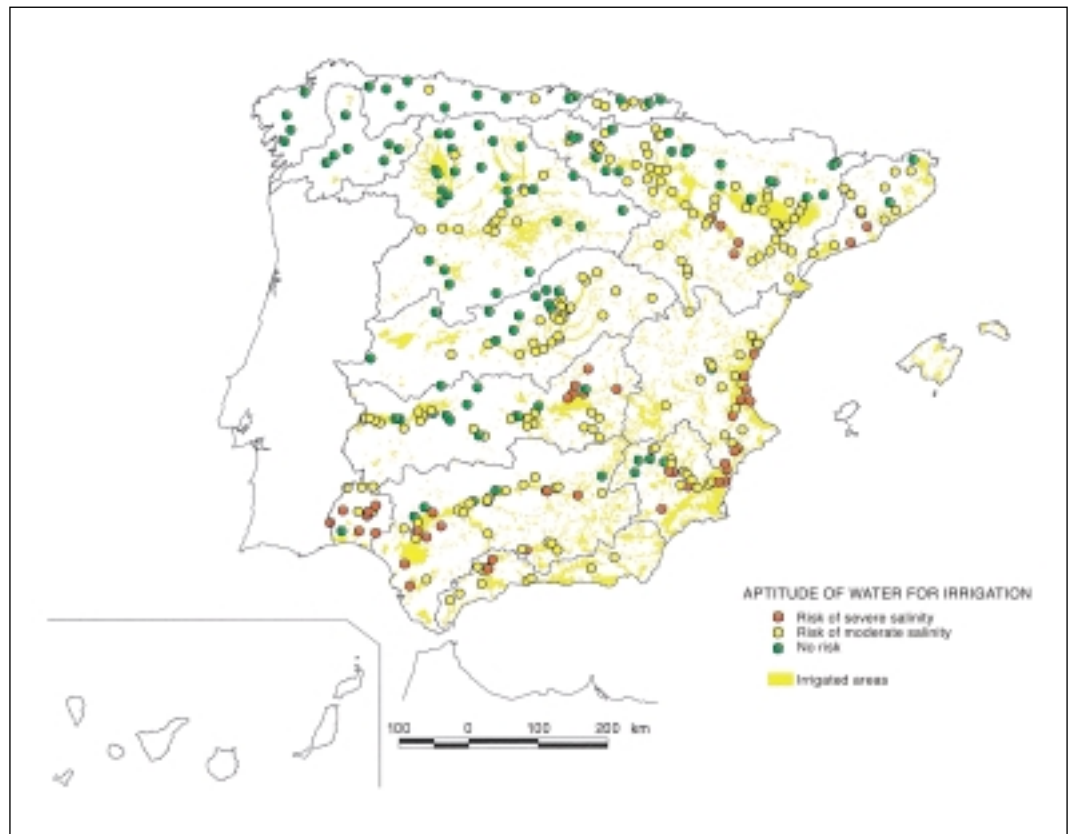 APTITUDE OF WATER FOR IRRIGATION
Risk of severe salinity
Risk of moderate salinity
No risk
Irrigated areas
100 0 100 200 km